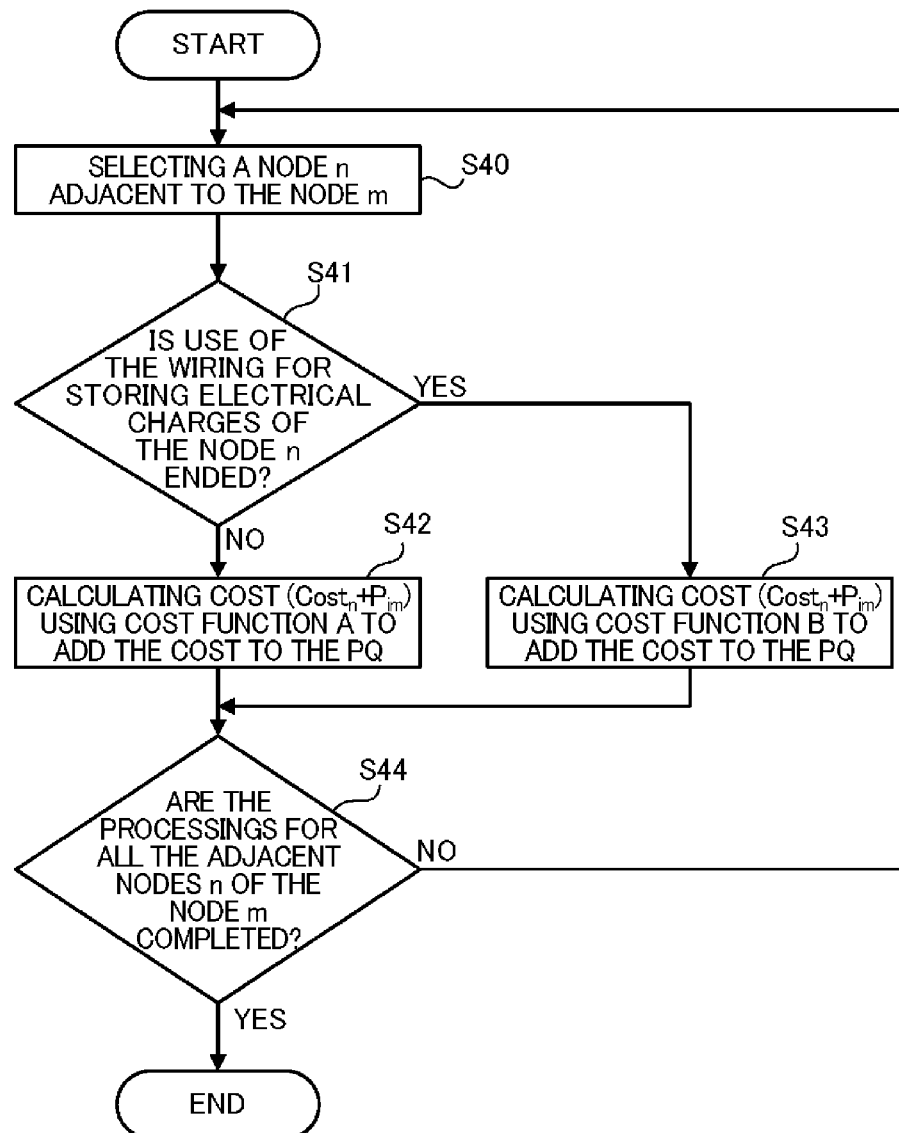 START
SELECTING A NODE n
ADJACENT TO THE NODE m
S40
S41
IS USE OF
THE WIRING FOR
STORING ELECTRICAL
CHARGES OF
THE NODE n
ENDED?
YES
NO
S42
CALCULATING COST (Costn+Pim)
USING COST FUNCTION A TO
ADD THE COST TO THE PQ
S43
CALCULATING COST (Costn+Pim)
USING COST FUNCTION B TO
ADD THE COST TO THE PQ
S44
ARE THE
PROCESSINGS FOR
ALL THE ADJACENT
NODES n OF THE
NODE m
COMPLETED?
NO
YES
END